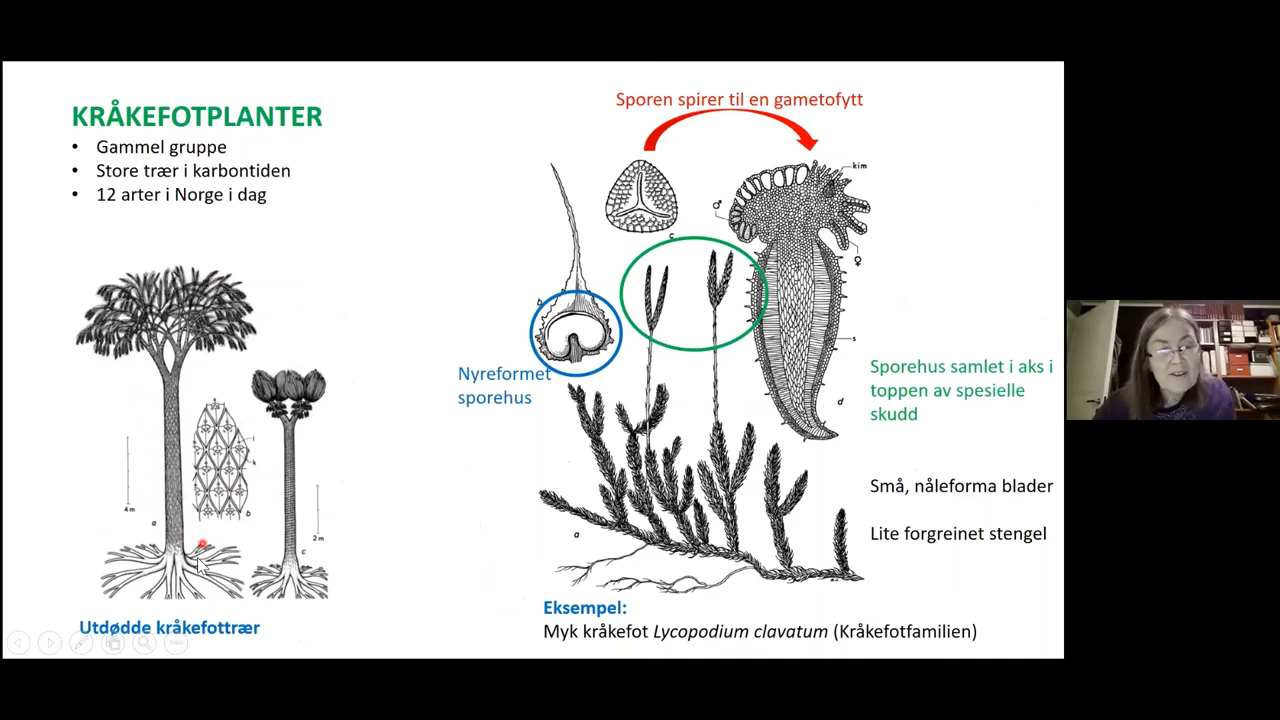 KRÅKEFOTPLANTER
• Gammel gruppe
• Store trær i karbontiden
• 12 arter i Norge i dag
Sporen spirer til en gametofytt
kim
♂
♀
c
b
s
d
Nyreformet
sporehus
Sporehus samlet i aks i
toppen av spesielle
skudd
Små, nåleforma blader
Lite forgreinet stengel
4 m
a
b
k
2 m
c
a
Utdødde kråkefottrær
Eksempel:
Myk kråkefot Lycopodium clavatum (Kråkefotfamilien)